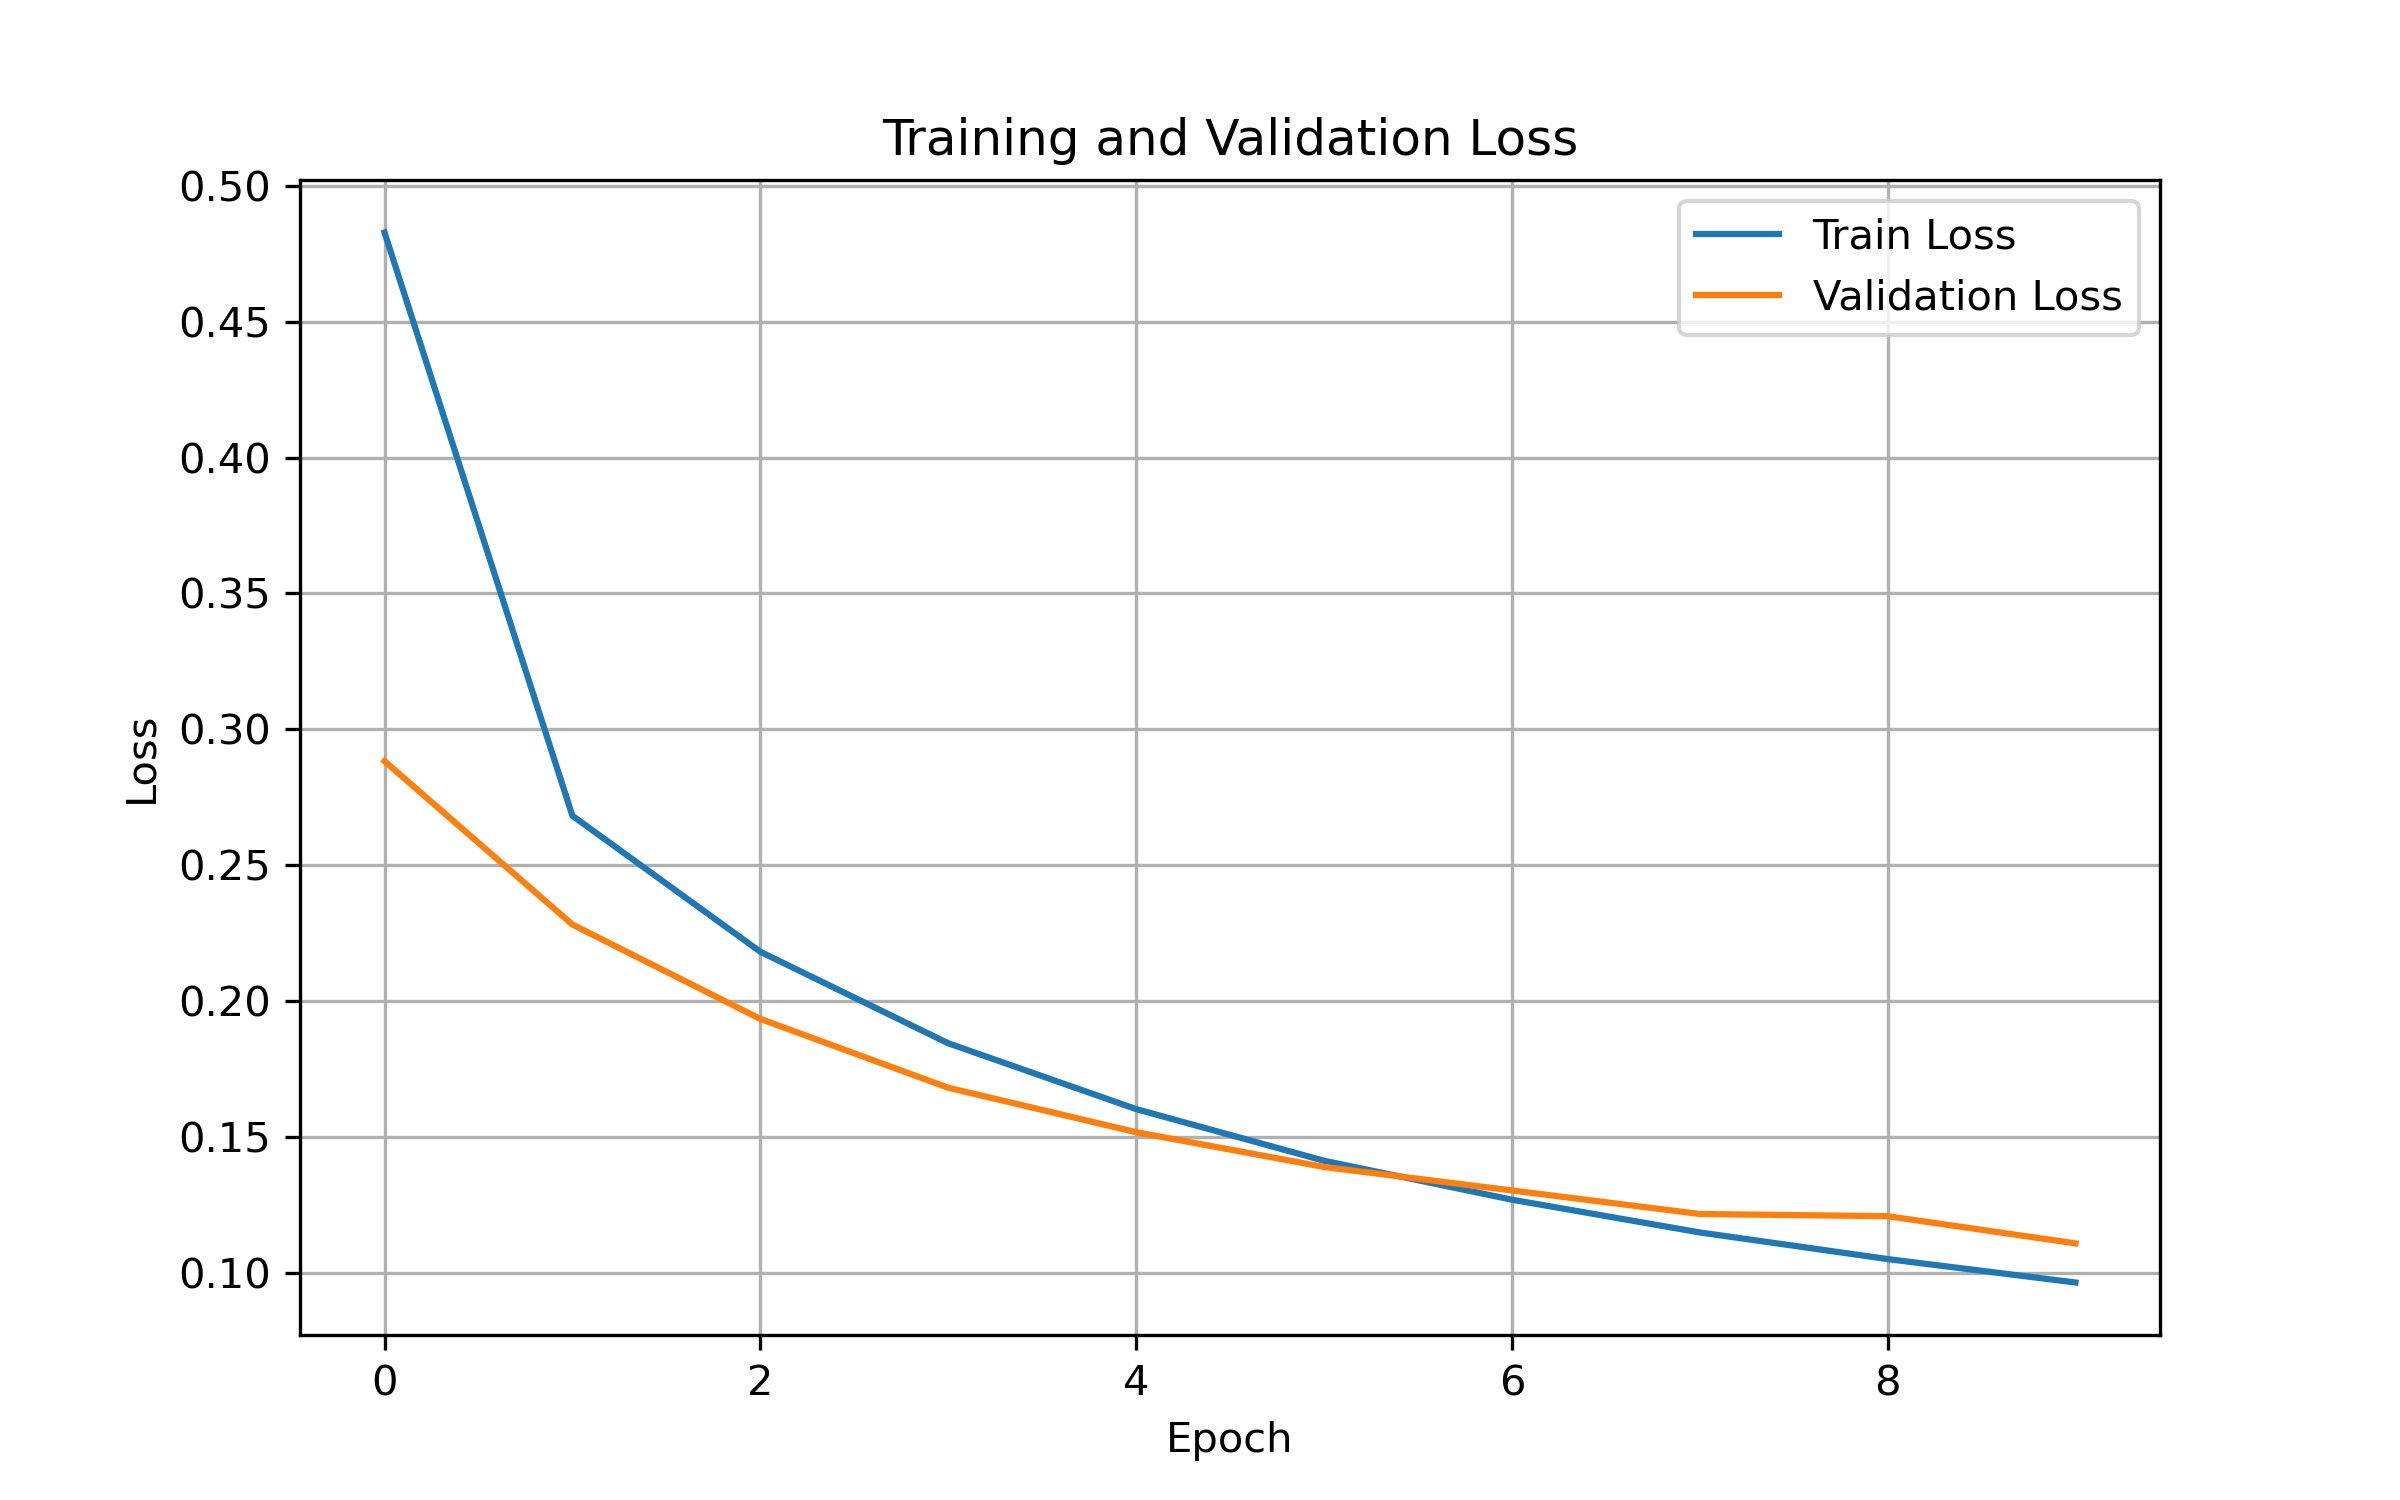 Training and Validation Loss
Train Loss
Validation Loss
0.50
0.45
0.40
0.35
0.30
0.25
0.20
0.15
0.10
Loss
0 2 4 6 8
Epoch